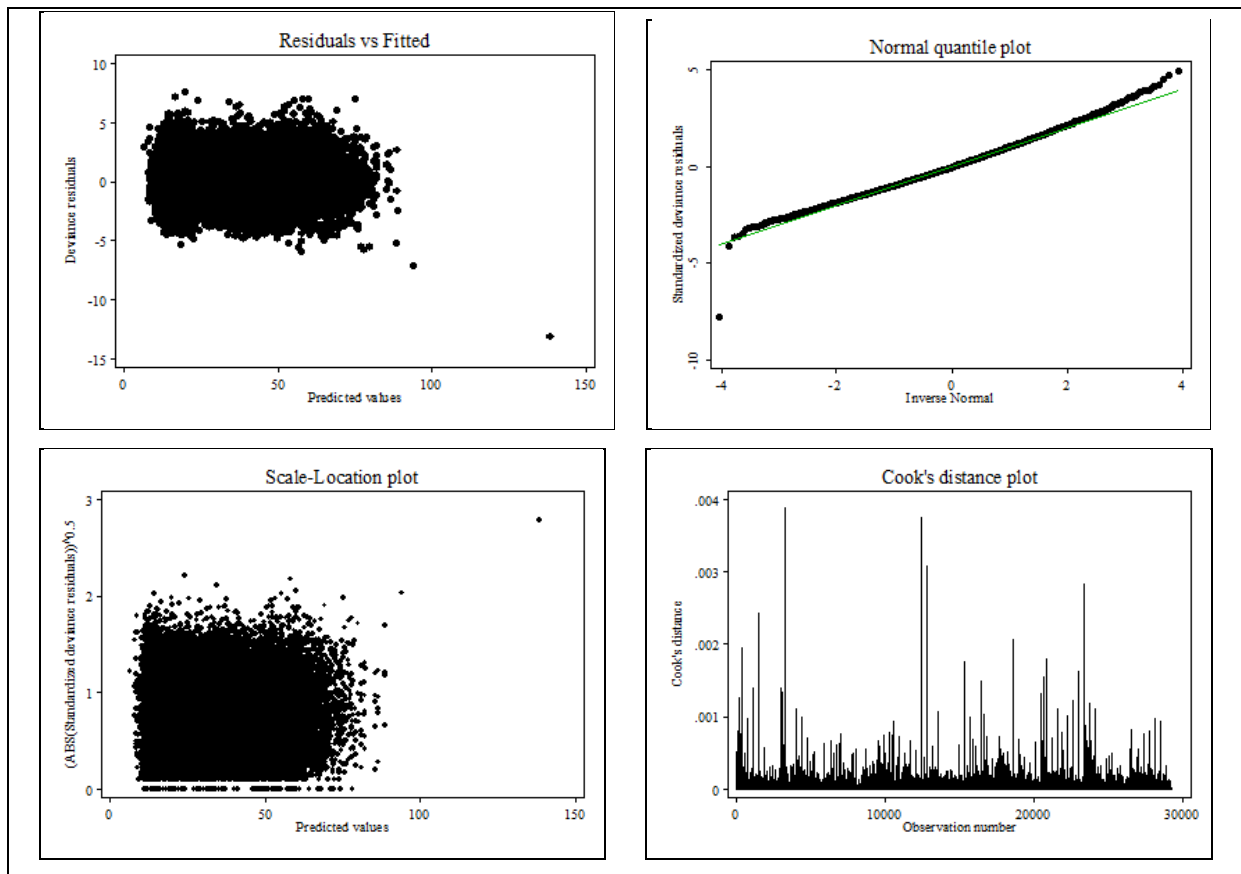 Residuals vs Fitted
10
5
0
-5
-10
-15
Deviance residuals
0 50 100 150
Predicted values
Normal quantile plot
5
0
-5
-10
Standardized deviance residuals
-4 -2 0 2 4
Inverse Normal
Scale-Location plot
3
2
1
0
(ABS(Standardized deviance residuals))^0.5
0 50 100 150
Predicted values
Cook's distance plot
.004
.003
.002
.001
0
Cook's distance
0 10000 20000 30000
Observation number